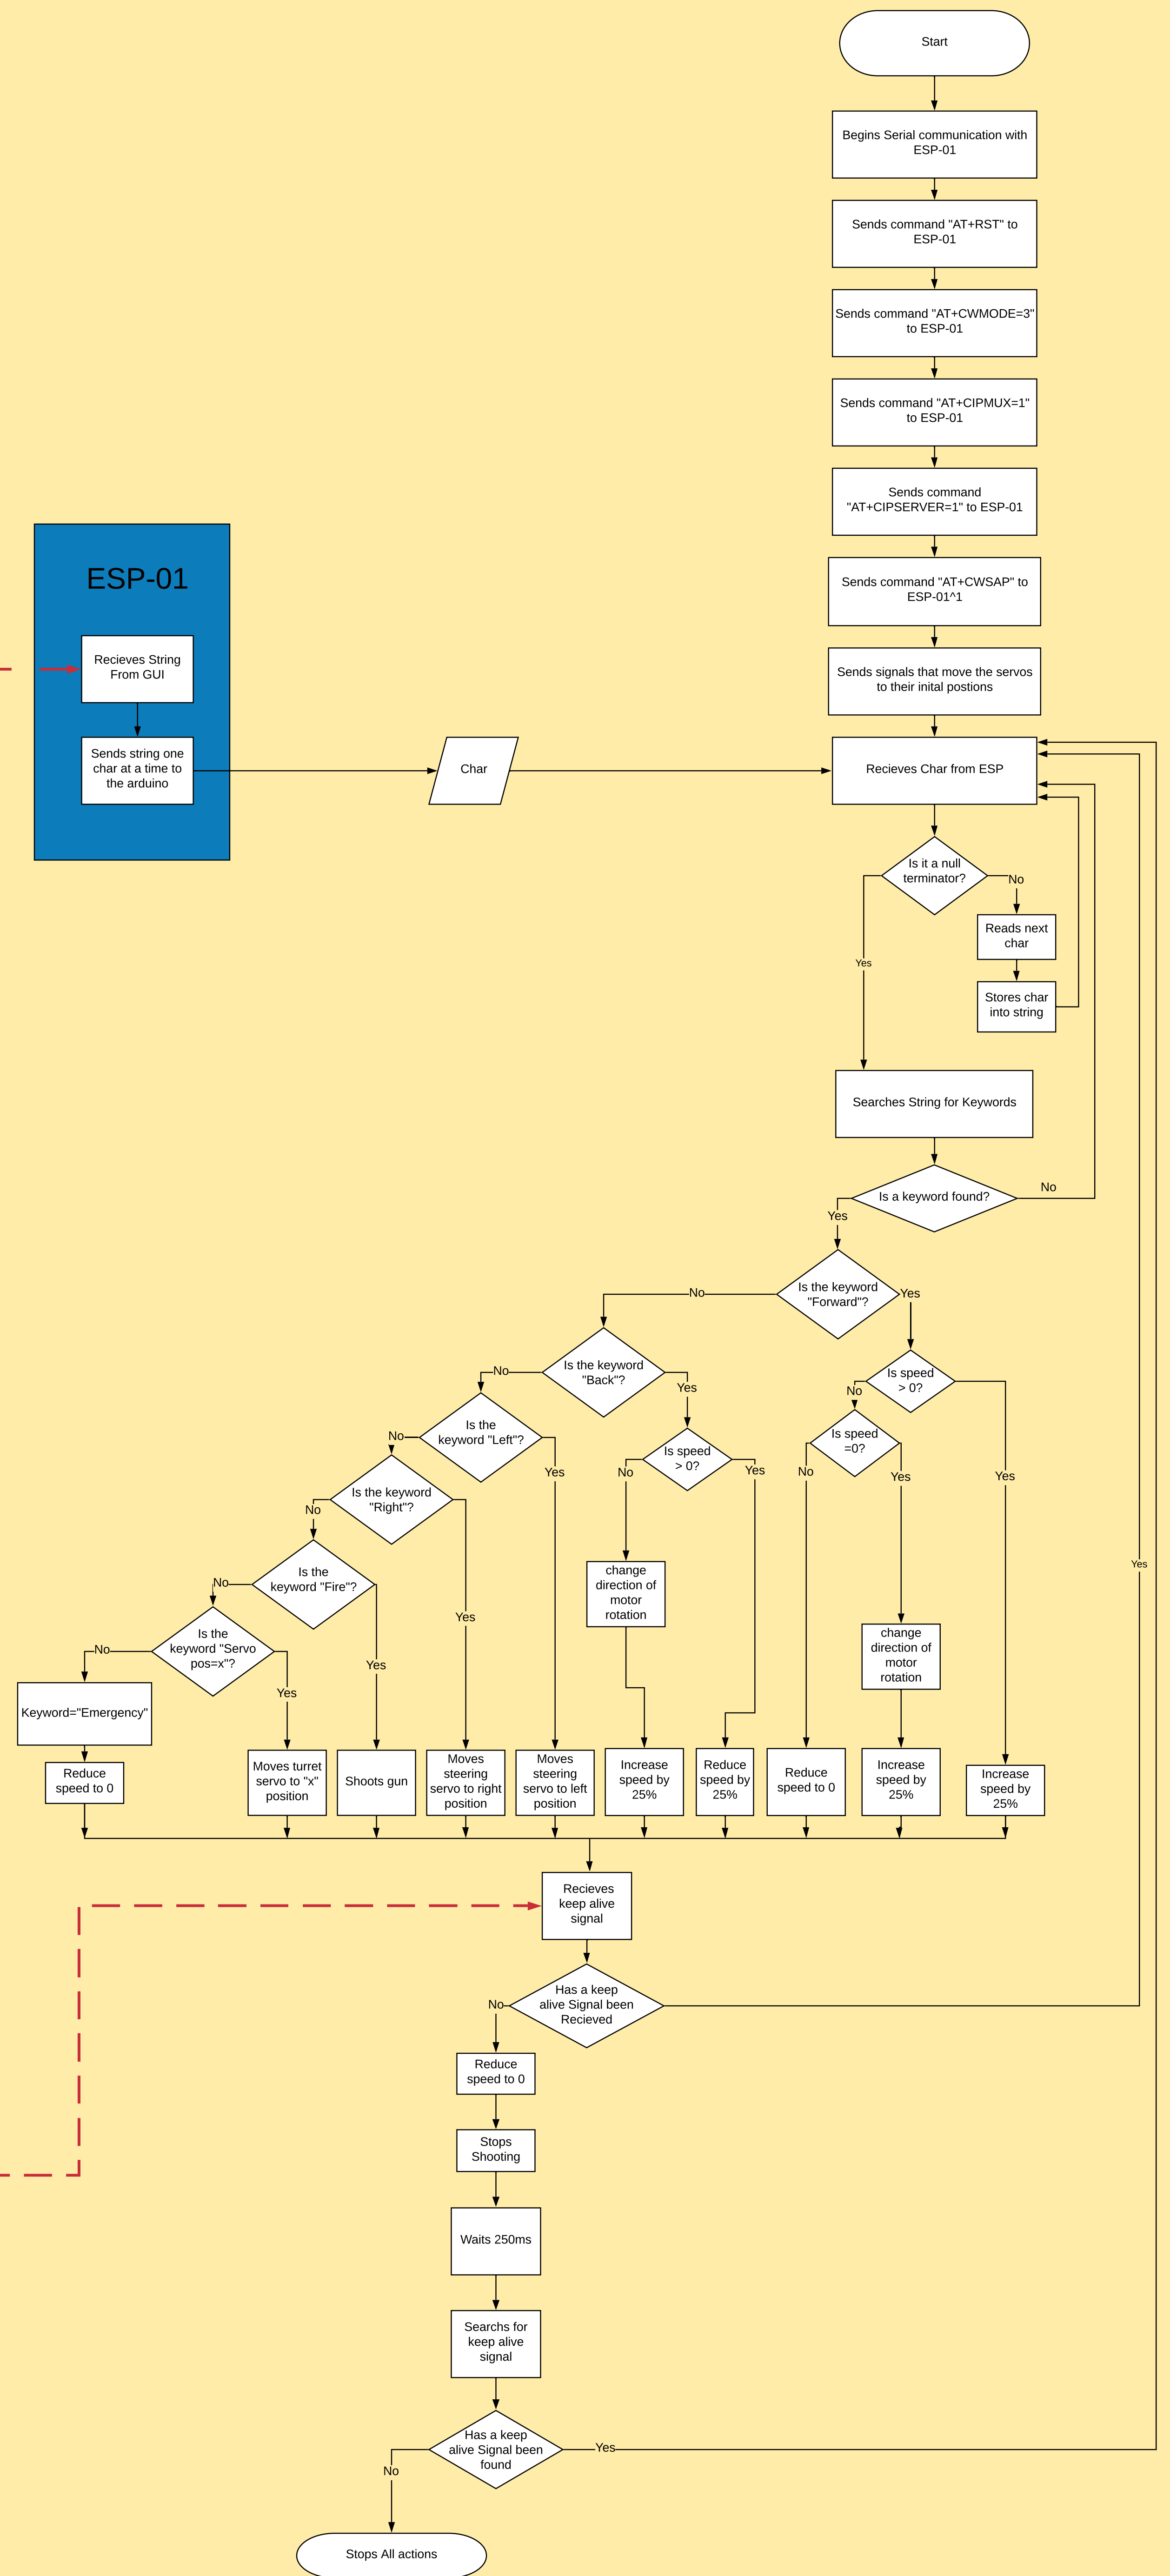 Start
Begins Serial communication with
ESP-01
Sends command "AT+RST" to
ESP-01
Sends command "AT+CWMODE=3"
to ESP-01
Sends command "AT+CIPMUX=1"
to ESP-01
Sends command
"AT+CIPSERVER=1" to ESP-01
Sends command "AT+CWSAP" to
ESP-01^1
Sends signals that move the servos
to their inital postions
ESP-01
Recieves String
From GUI
Sends string one
char at a time to
the arduino
Char
Recieves Char from ESP
Is it a null
terminator?
No
Reads next
char
Yes
Stores char
into string
Searches String for Keywords
Is a keyword found?
No
Yes
Is the keyword
"Forward"?
No
Yes
Is the keyword
"Back"?
No
Yes
Is speed
> 0?
No
Yes
Is speed
=0?
No
Yes
Is the
keyword "Left"?
No
Yes
Is speed
> 0?
No
Yes
Is the keyword
"Right"?
No
Yes
change
direction of
motor
rotation
Yes
Is the
keyword "Fire"?
No
Yes
change
direction of
motor
rotation
Is the
keyword "Servo
pos=x"?
No
Yes
Keyword="Emergency"
Reduce
speed to 0
Moves turret
servo to "x"
position
Shoots gun
Moves
steering
servo to right
position
Moves
steering
servo to left
position
Increase
speed by
25%
Reduce
speed by
25%
Reduce
speed to 0
Increase
speed by
25%
Increase
speed by
25%
Recieves
keep alive
signal
Has a keep
alive Signal been
Recieved
No
Reduce
speed to 0
Stops
Shooting
Waits 250ms
Searchs for
keep alive
signal
Has a keep
alive Signal been
found
Yes
No
Stops All actions